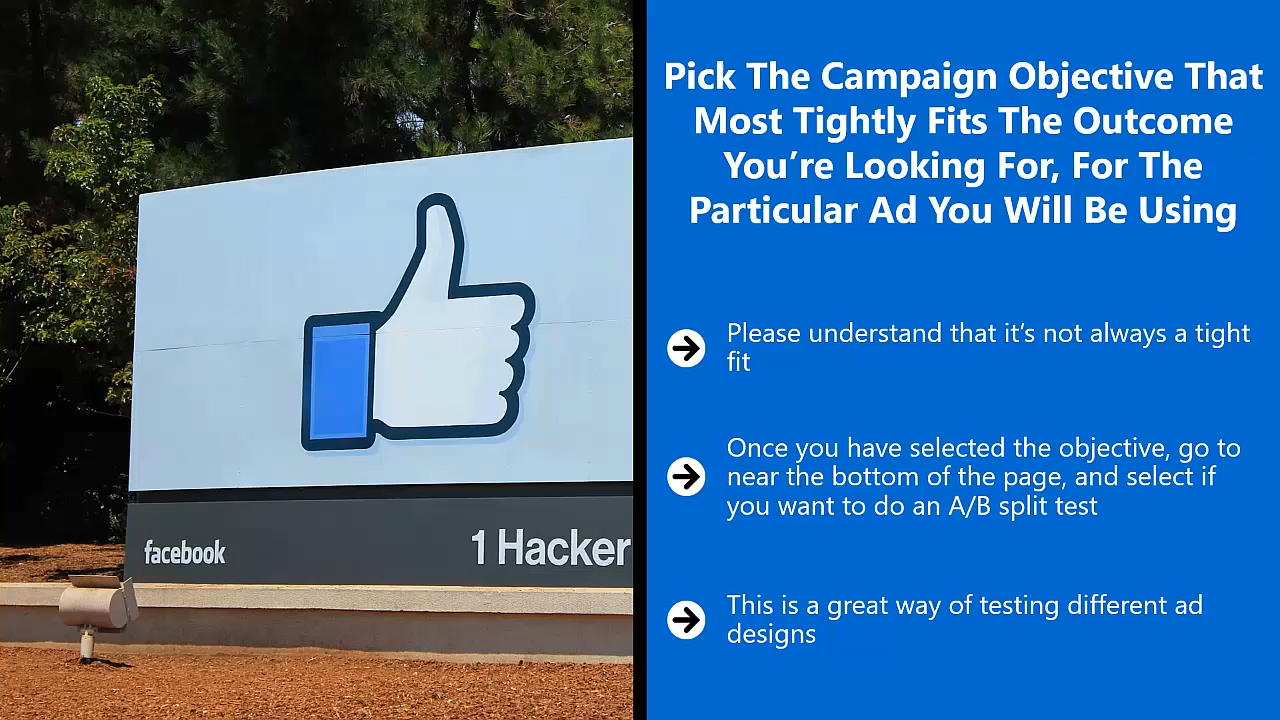 facebook
1 Hacker
Pick The Campaign Objective That
Most Tightly Fits The Outcome
You’re Looking For, For The
Particular Ad You Will Be Using
Please understand that it’s not always a tight
fit
Once you have selected the objective, go to
near the bottom of the page, and select if
you want to do an A/B split test
This is a great way of testing different ad
designs